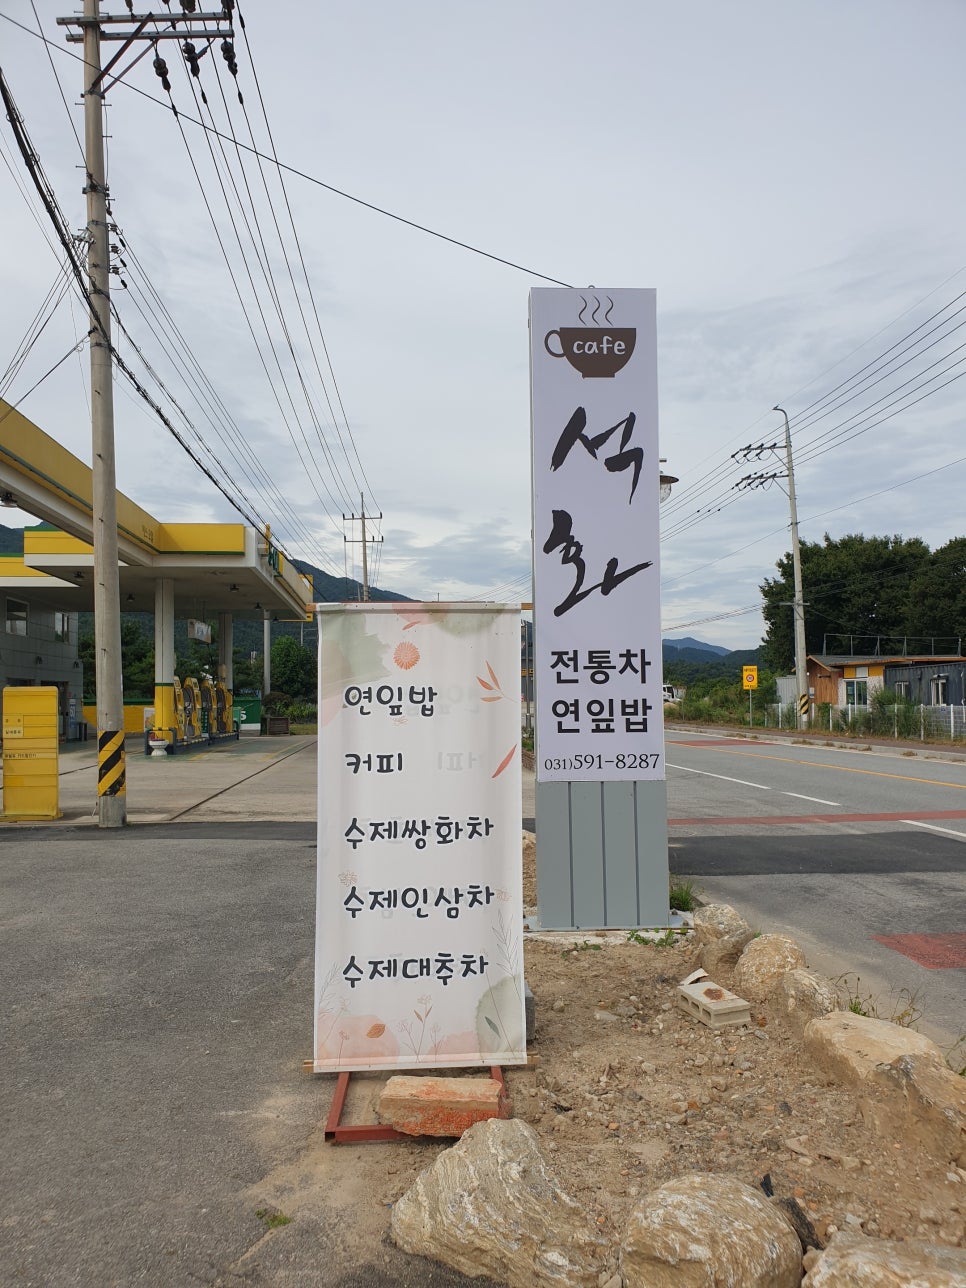 cafe
석
화
전통차
연잎밥
031)591-8287
연잎밥
커피
수제쌍화차
수제인삼차
수제대추차